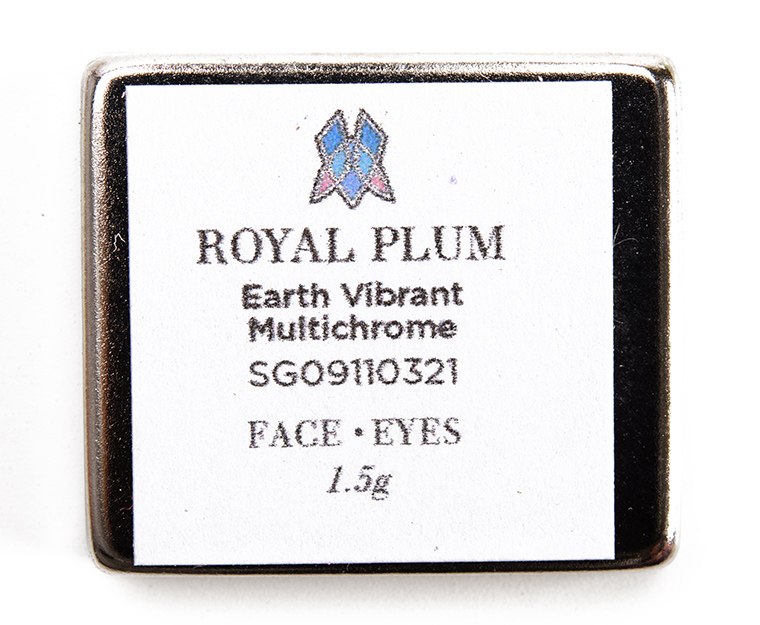 ROYAL PLUM
Earth Vibrant
Multichrome
SG09110321
FACE • EYES
1.5g